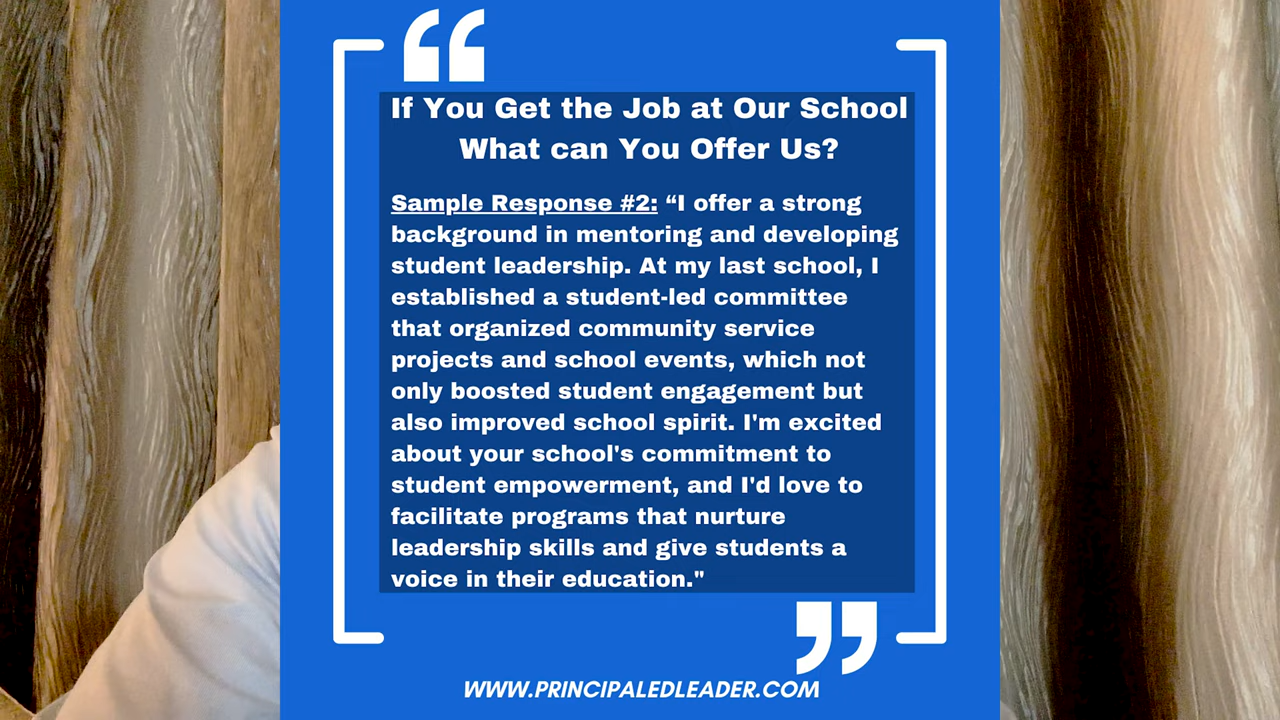 If You Get the Job at Our School
What can You Offer Us?
Sample Response #2: “I offer a strong
background in mentoring and developing
student leadership. At my last school, I
established a student-led committee
that organized community service
projects and school events, which not
only boosted student engagement but
also improved school spirit. I'm excited
about your school's commitment to
student empowerment, and I'd love to
facilitate programs that nurture
leadership skills and give students a
voice in their education."
WWW.PRINCIPALEDLEADER.COM